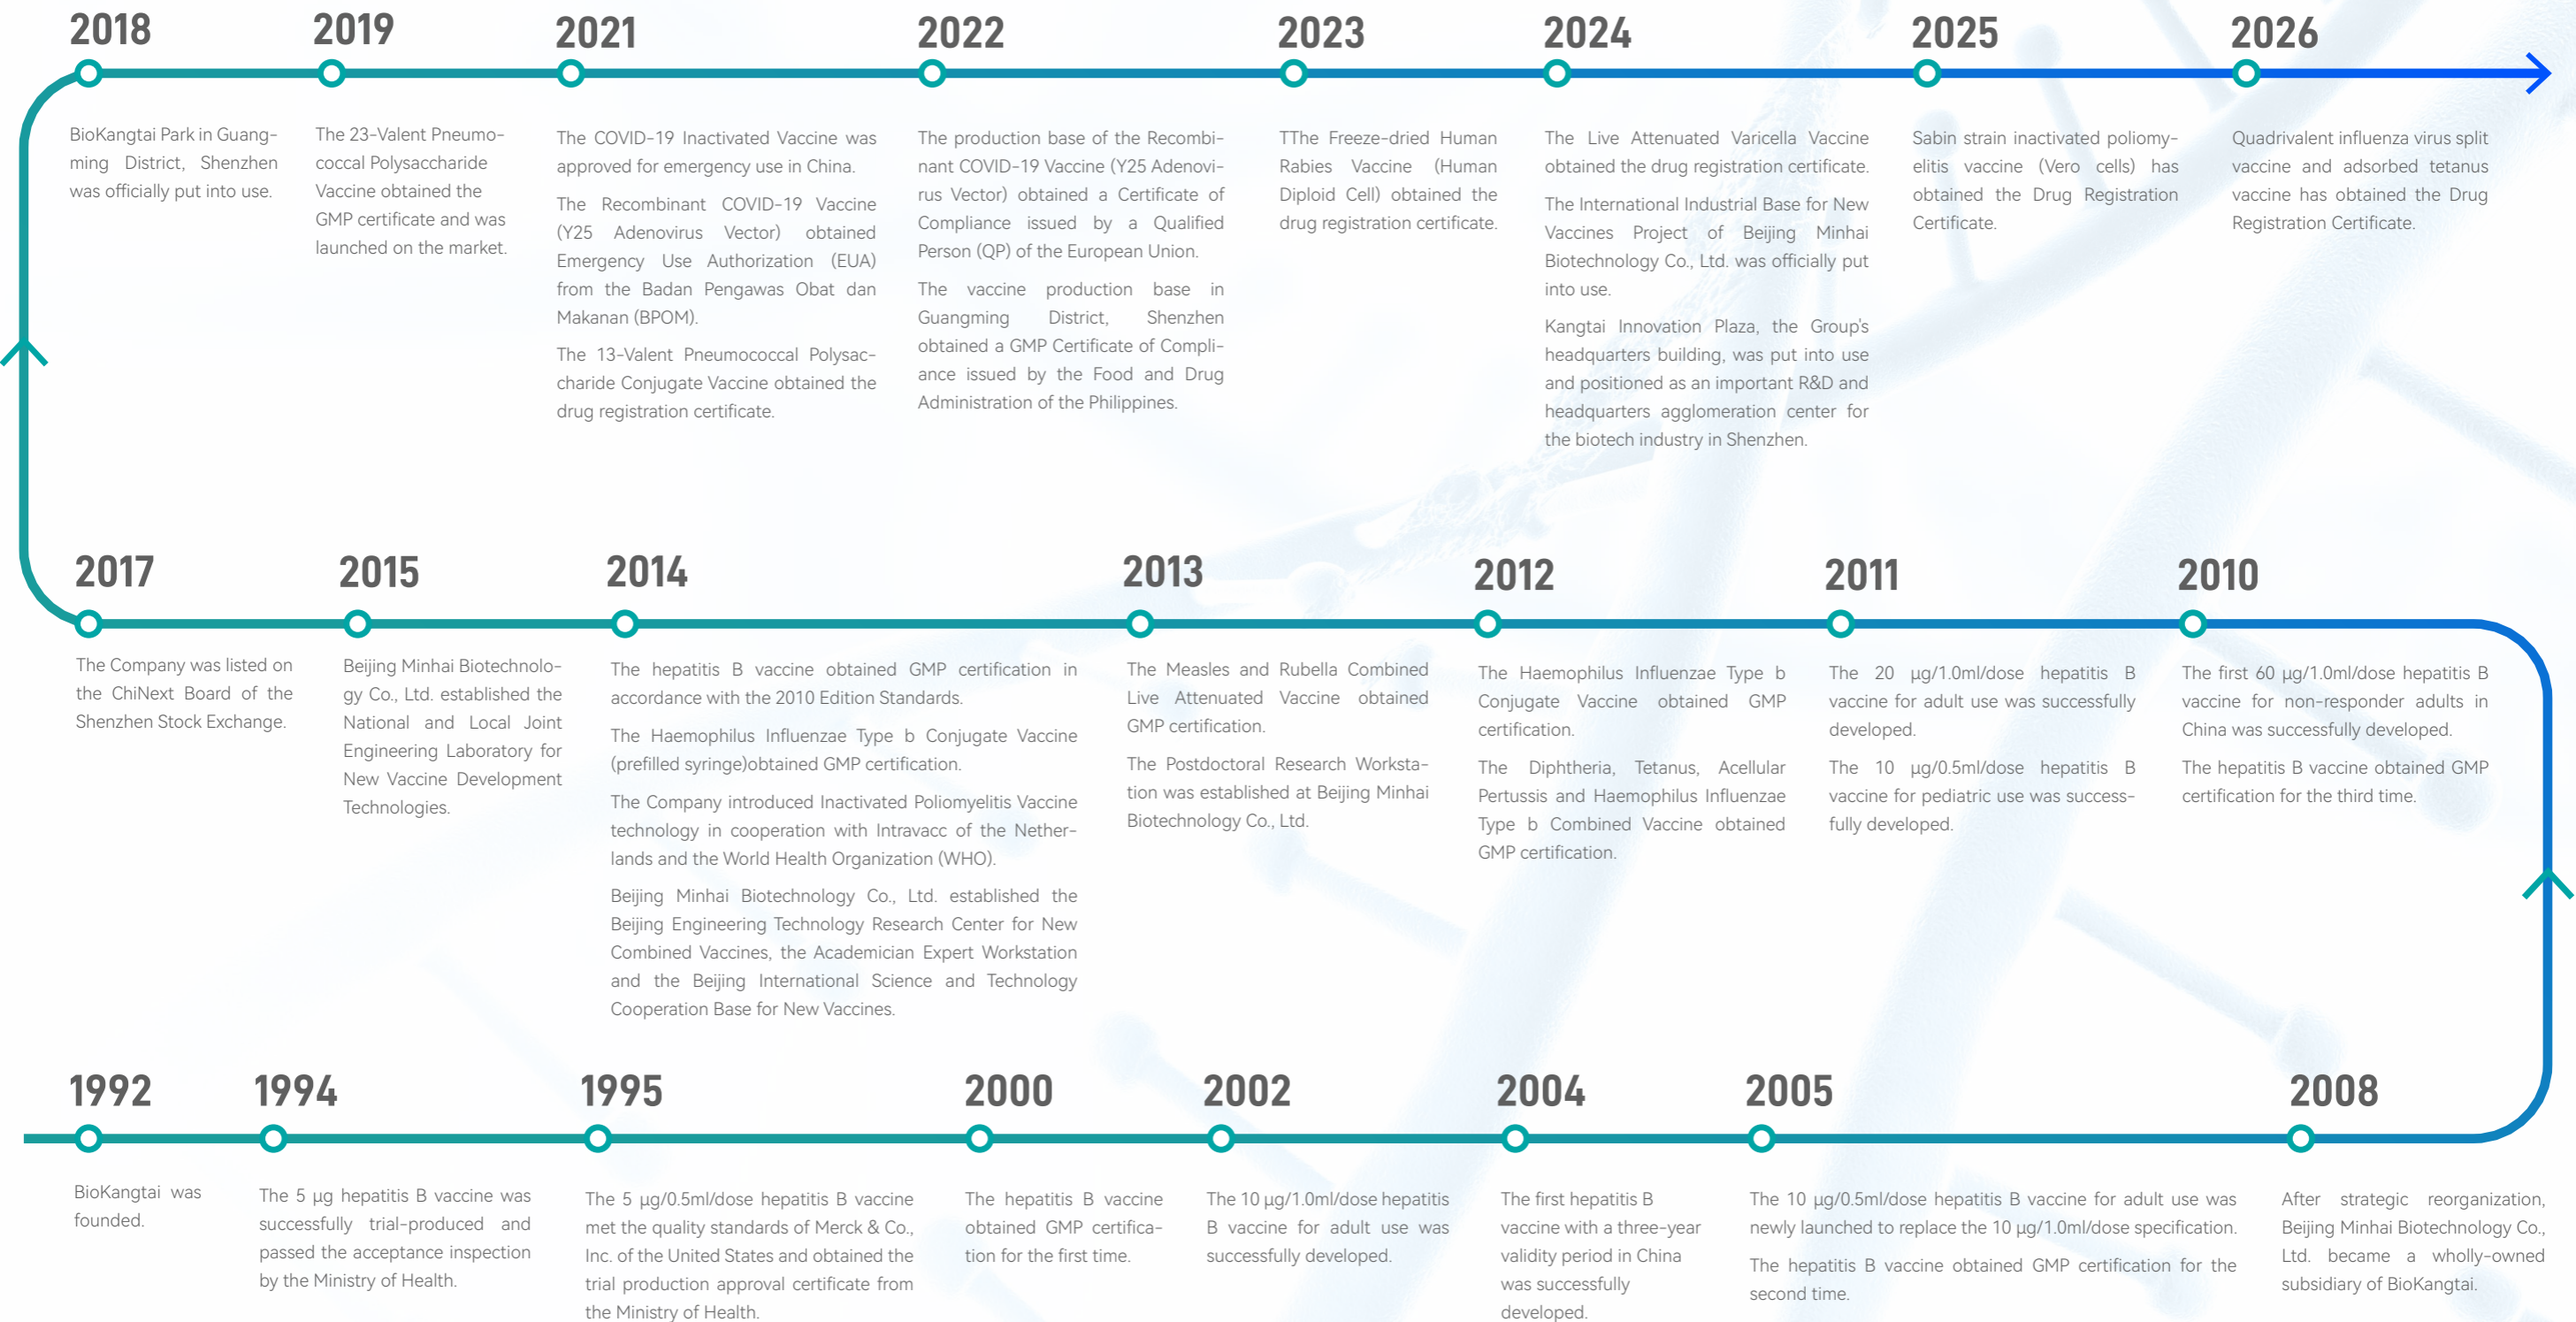 2018
BioKangtai Park in Guang-
ming District, Shenzhen
was officially put into use.
2019
The 23-Valent Pneumo-
coccal Polysaccharide
Vaccine obtained the
GMP certificate and was
launched on the market.
2021
The COVID-19 Inactivated Vaccine was
approved for emergency use in China.
The Recombinant COVID-19 Vaccine
(Y25 Adenovirus Vector) obtained
Emergency Use Authorization (EUA)
from the Badan Pengawas Obat dan
Makanan (BPOM).
The 13-Valent Pneumococcal Polysac-
charide Conjugate Vaccine obtained the
drug registration certificate.
2022
The production base of the Recombi-
nant COVID-19 Vaccine (Y25 Adenovi-
rus Vector) obtained a Certificate of
Compliance issued by a Qualified
Person (QP) of the European Union.
The vaccine production base in
Guangming District, Shenzhen
obtained a GMP Certificate of Compli-
ance issued by the Food and Drug
Administration of the Philippines.
2023
TThe Freeze-dried Human
Rabies Vaccine (Human
Diploid Cell) obtained the
drug registration certificate.
2024
The Live Attenuated Varicella Vaccine
obtained the drug registration certificate.
The International Industrial Base for New
Vaccines Project of Beijing Minhai
Biotechnology Co., Ltd. was officially put
into use.
Kangtai Innovation Plaza, the Group's
headquarters building, was put into use
and positioned as an important R&D and
headquarters agglomeration center for
the biotech industry in Shenzhen.
2025
Sabin strain inactivated poliomy-
elitis vaccine (Vero cells) has
obtained the Drug Registration
Certificate.
2026
Quadrivalent influenza virus split
vaccine and adsorbed tetanus
vaccine has obtained the Drug
Registration Certificate.
2017
The Company was listed on
the ChiNext Board of the
Shenzhen Stock Exchange.
2015
Beijing Minhai Biotechnolo-
gy Co., Ltd. established the
National and Local Joint
Engineering Laboratory for
New Vaccine Development
Technologies.
2014
The hepatitis B vaccine obtained GMP certification in
accordance with the 2010 Edition Standards.
The Haemophilus Influenzae Type b Conjugate Vaccine
(prefilled syringe)obtained GMP certification.
The Company introduced Inactivated Poliomyelitis Vaccine
technology in cooperation with Intravacc of the Nether-
lands and the World Health Organization (WHO).
Beijing Minhai Biotechnology Co., Ltd. established the
Beijing Engineering Technology Research Center for New
Combined Vaccines, the Academician Expert Workstation
and the Beijing International Science and Technology
Cooperation Base for New Vaccines.
2013
The Measles and Rubella Combined
Live Attenuated Vaccine obtained
GMP certification.
The Postdoctoral Research Worksta-
tion was established at Beijing Minhai
Biotechnology Co., Ltd.
2012
The Haemophilus Influenzae Type b
Conjugate Vaccine obtained GMP
certification.
The Diphtheria, Tetanus, Acellular
Pertussis and Haemophilus Influenzae
Type b Combined Vaccine obtained
GMP certification.
2011
The 20 μg/1.0ml/dose hepatitis B
vaccine for adult use was successfully
developed.
The 10 μg/0.5ml/dose hepatitis B
vaccine for pediatric use was success-
fully developed.
2010
The first 60 μg/1.0ml/dose hepatitis B
vaccine for non-responder adults in
China was successfully developed.
The hepatitis B vaccine obtained GMP
certification for the third time.
1992
BioKangtai was
founded.
1994
The 5 μg hepatitis B vaccine was
successfully trial-produced and
passed the acceptance inspection
by the Ministry of Health.
1995
The 5 μg/0.5ml/dose hepatitis B vaccine
met the quality standards of Merck & Co.,
Inc. of the United States and obtained the
trial production approval certificate from
the Ministry of Health.
2000
The hepatitis B vaccine
obtained GMP certifica-
tion for the first time.
2002
The 10 μg/1.0ml/dose hepatitis
B vaccine for adult use was
successfully developed.
2004
The first hepatitis B
vaccine with a three-year
validity period in China
was successfully
developed.
2005
The 10 μg/0.5ml/dose hepatitis B vaccine for adult use was
newly launched to replace the 10 μg/1.0ml/dose specification.
The hepatitis B vaccine obtained GMP certification for the
second time.
2008
After strategic reorganization,
Beijing Minhai Biotechnology Co.,
Ltd. became a wholly-owned
subsidiary of BioKangtai.